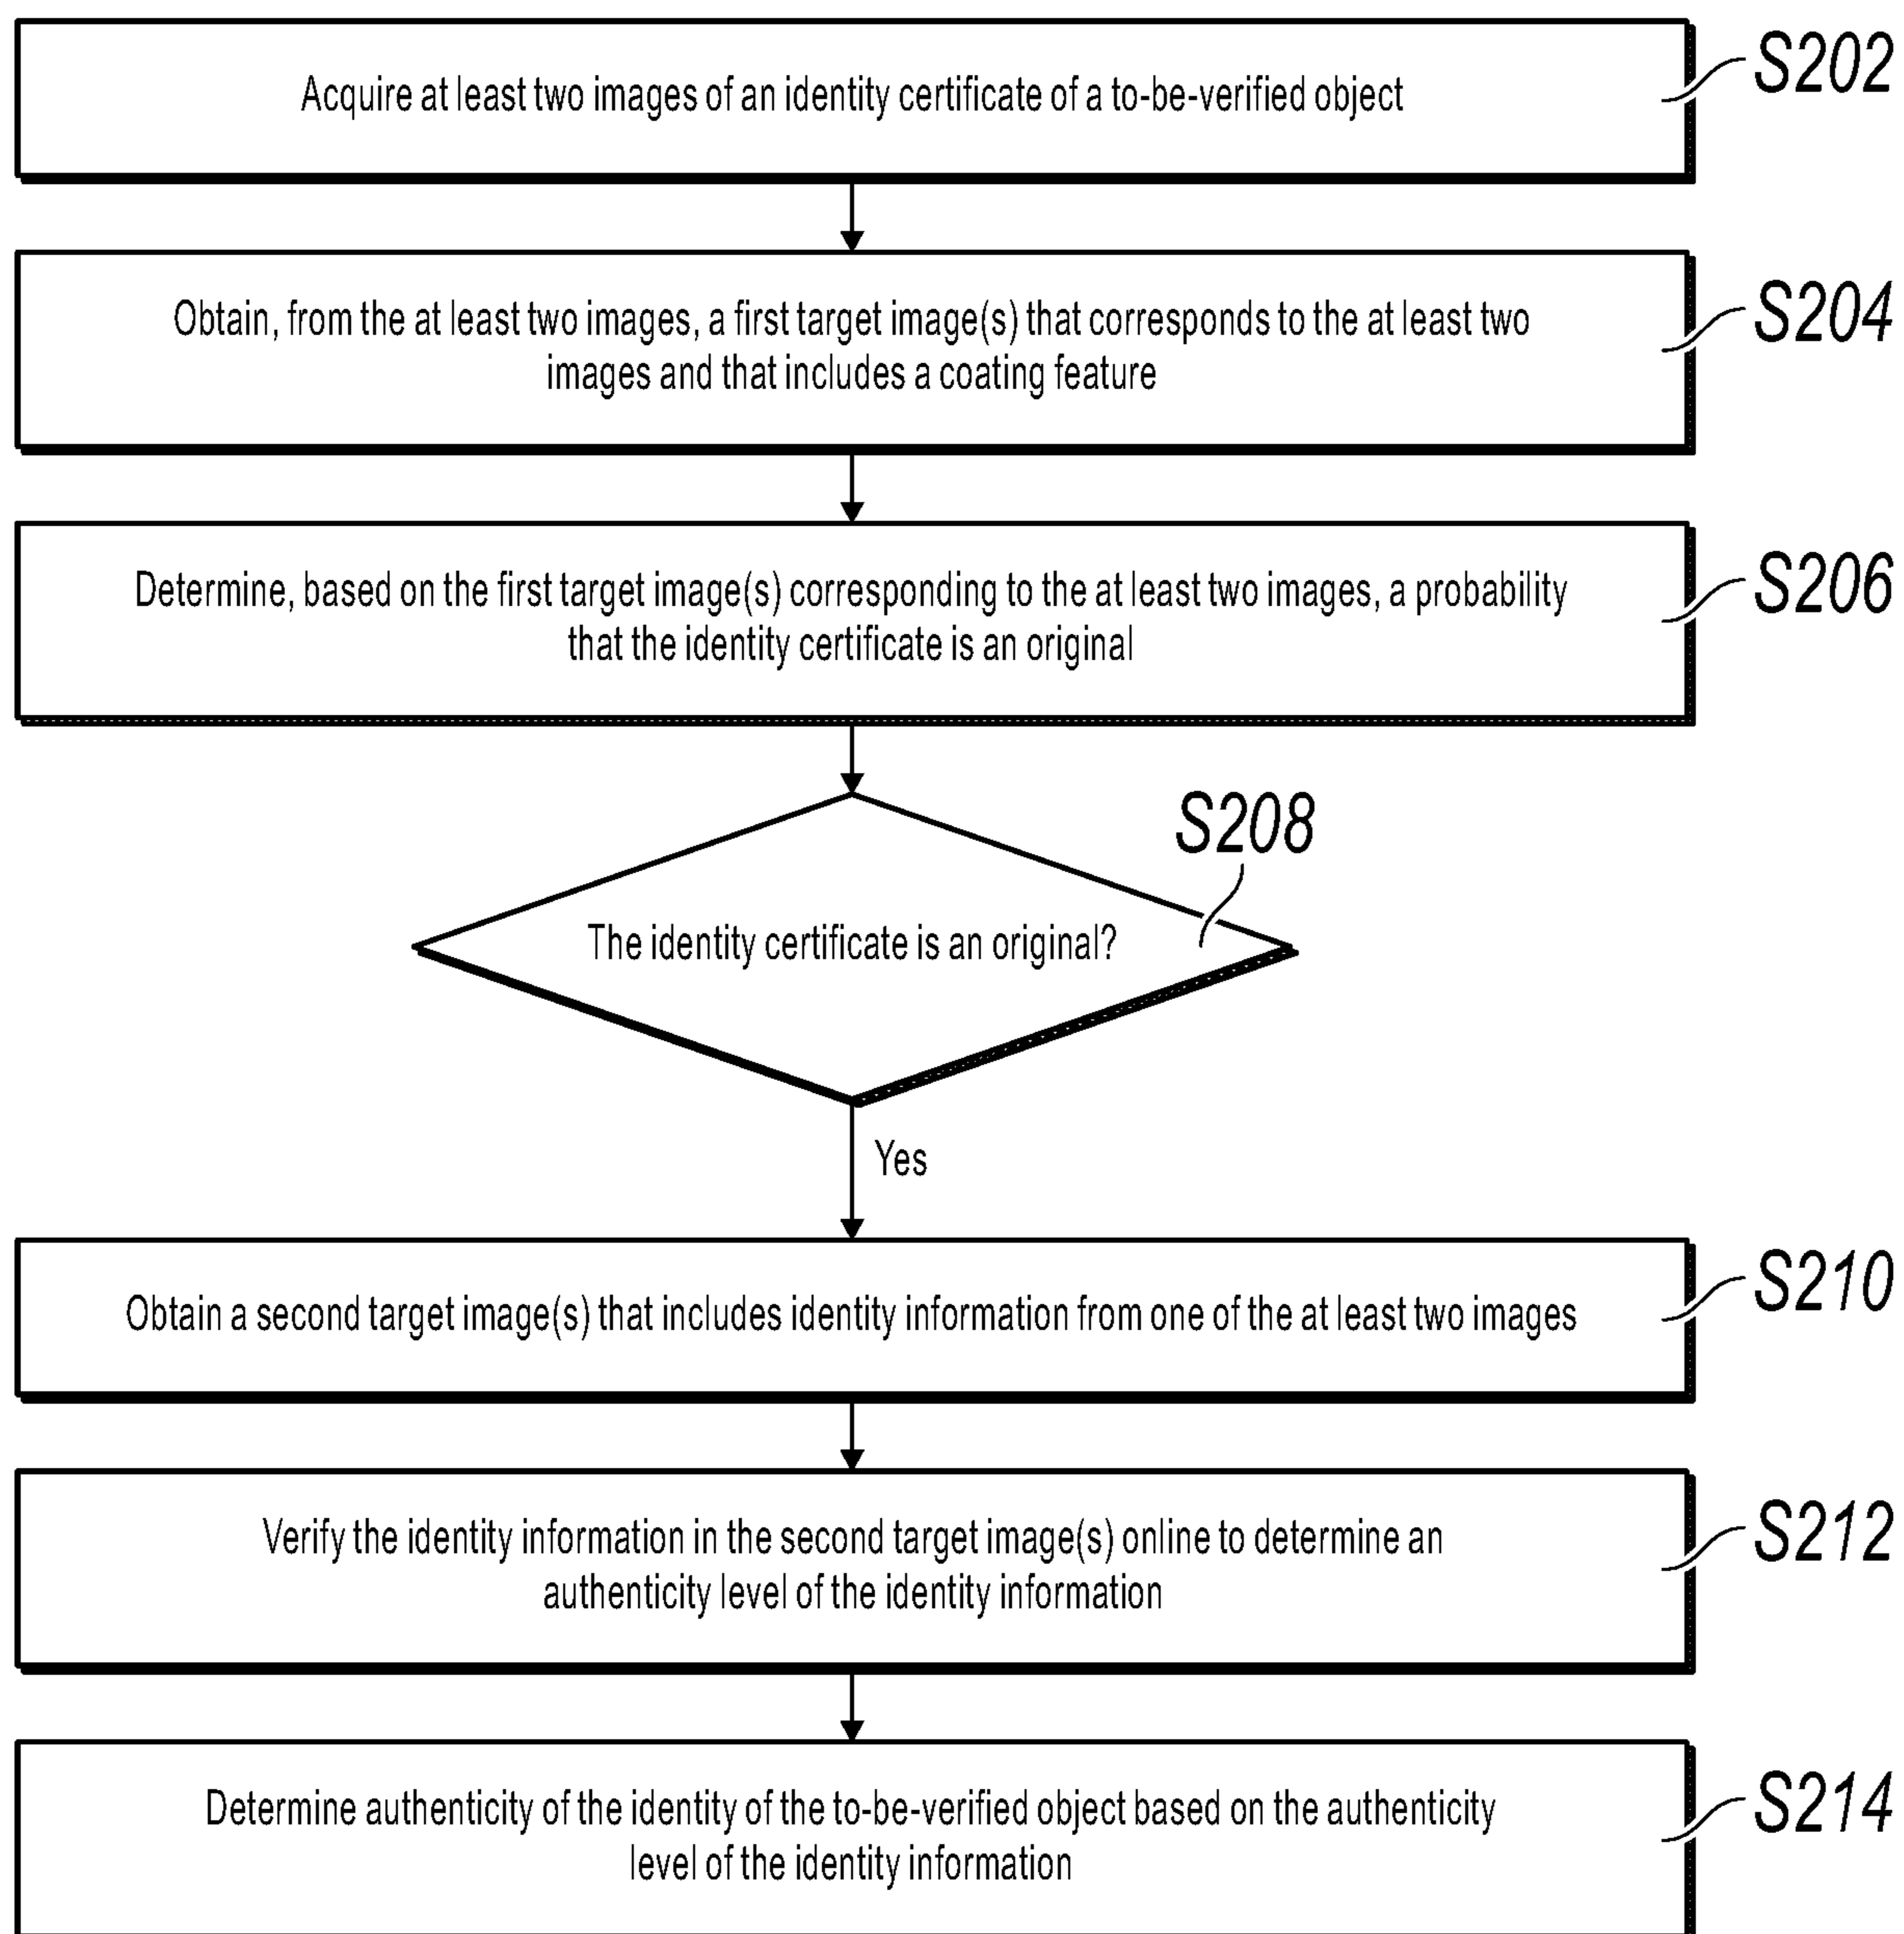 Acquire at least two images of an identity certificate of a to-be-verified object
S202
Obtain, from the at least two images, a first target image(s) that corresponds to the at least two
images and that includes a coating feature
S204
Determine, based on the first target image(s) corresponding to the at least two images, a probability
that the identity certificate is an original
S206
S208
The identity certificate is an original?
Yes
Obtain a second target image(s) that includes identity information from one of the at least two images
S210
Verify the identity information in the second target image(s) online to determine an
authenticity level of the identity information
S212
Determine authenticity of the identity of the to-be-verified object based on the authenticity
level of the identity information
S214